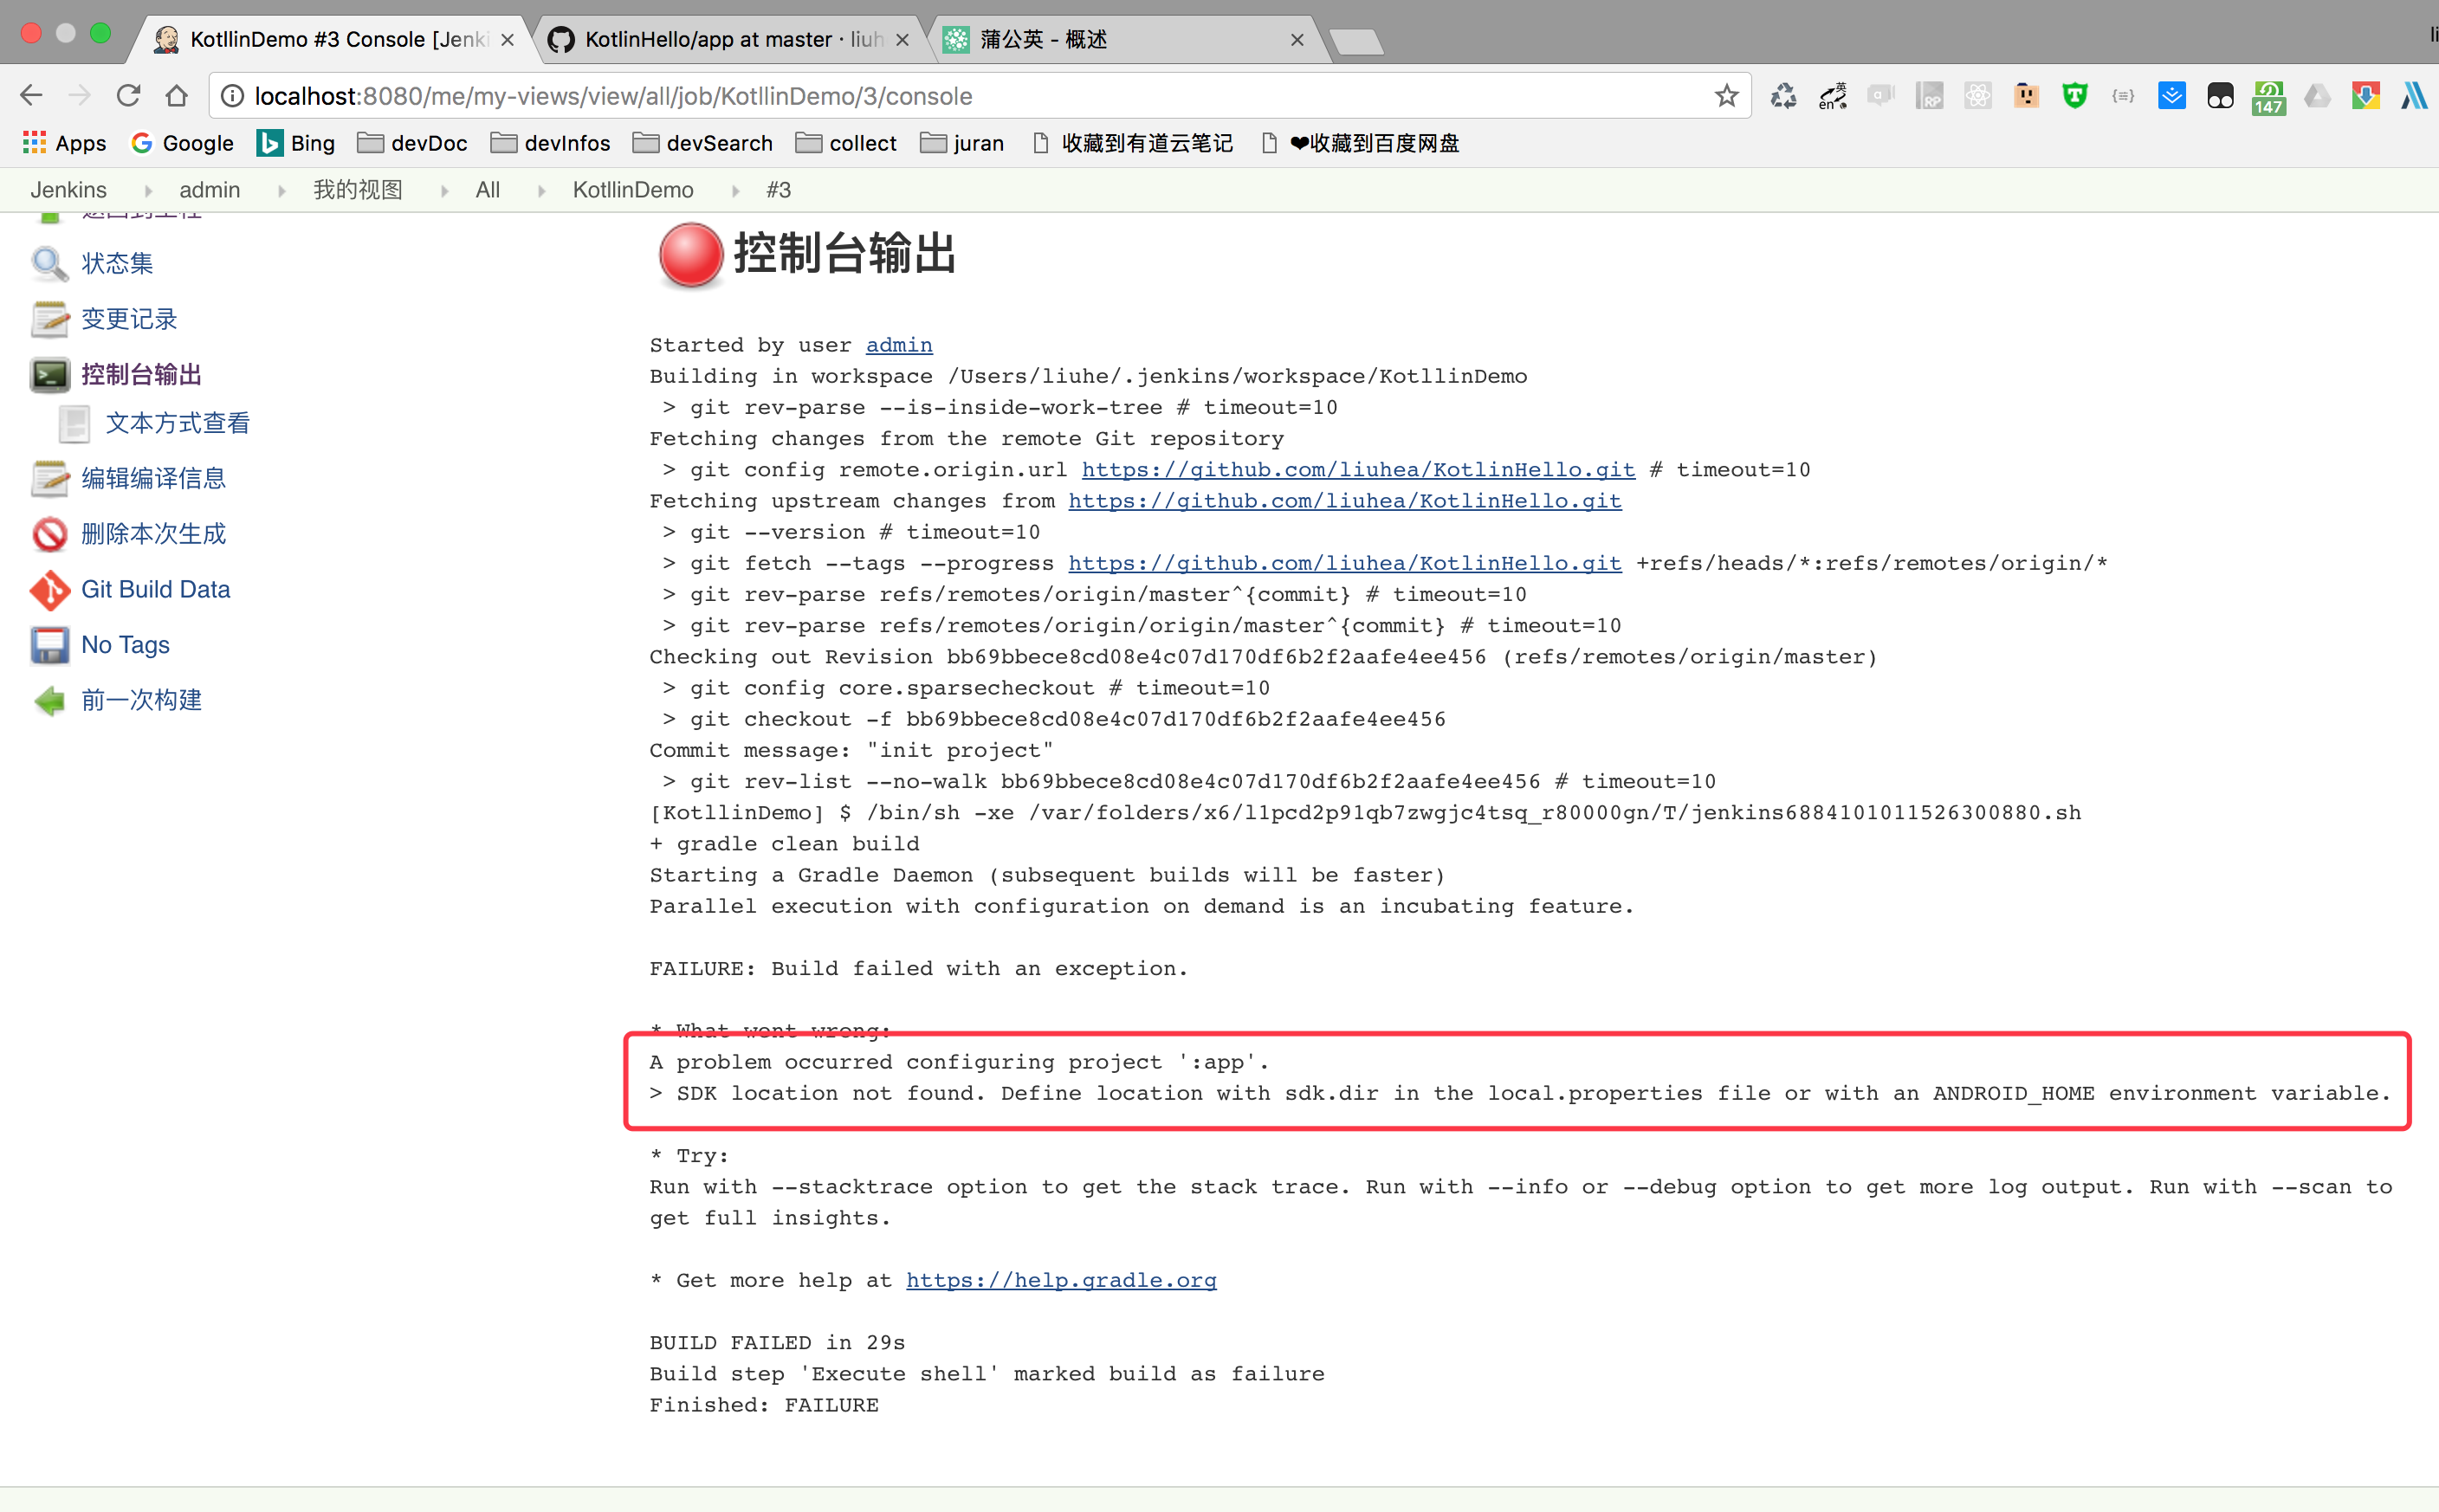 KotllinDemo #3 Console [Jenki
KotlinHello/app at master · liuh
蒲公英 - 概述
li
localhost:8080/me/my-views/view/all/job/KotllinDemo/3/console
英
en
RP
147
Apps
Google
Bing
devDoc
devInfos
devSearch
collect
juran
收藏到有道云笔记
❤收藏到百度网盘
Jenkins
admin
我的视图
All
KotllinDemo
#3
返回到工程
状态集
变更记录
控制台输出
文本方式查看
编辑编译信息
删除本次生成
Git Build Data
No Tags
前一次构建
控制台输出
Started by user admin
Building in workspace /Users/liuhe/.jenkins/workspace/KotllinDemo
> git rev-parse --is-inside-work-tree # timeout=10
Fetching changes from the remote Git repository
> git config remote.origin.url https://github.com/liuhea/KotlinHello.git # timeout=10
Fetching upstream changes from https://github.com/liuhea/KotlinHello.git
> git --version # timeout=10
> git fetch --tags --progress https://github.com/liuhea/KotlinHello.git +refs/heads/*:refs/remotes/origin/*
> git rev-parse refs/remotes/origin/master^{commit} # timeout=10
> git rev-parse refs/remotes/origin/origin/master^{commit} # timeout=10
Checking out Revision bb69bbece8cd08e4c07d170df6b2f2aafe4ee456 (refs/remotes/origin/master)
> git config core.sparsecheckout # timeout=10
> git checkout -f bb69bbece8cd08e4c07d170df6b2f2aafe4ee456
Commit message: "init project"
> git rev-list --no-walk bb69bbece8cd08e4c07d170df6b2f2aafe4ee456 # timeout=10
[KotllinDemo] $ /bin/sh -xe /var/folders/x6/l1pcd2p91qb7zwgjc4tsq_r80000gn/T/jenkins6884101011526300880.sh
+ gradle clean build
Starting a Gradle Daemon (subsequent builds will be faster)
Parallel execution with configuration on demand is an incubating feature.
FAILURE: Build failed with an exception.
* What went wrong:
A problem occurred configuring project ':app'.
> SDK location not found. Define location with sdk.dir in the local.properties file or with an ANDROID_HOME environment variable.
* Try:
Run with --stacktrace option to get the stack trace. Run with --info or --debug option to get more log output. Run with --scan to
get full insights.
* Get more help at https://help.gradle.org
BUILD FAILED in 29s
Build step 'Execute shell' marked build as failure
Finished: FAILURE